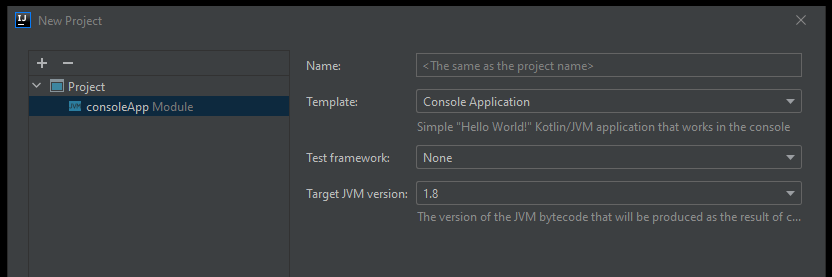 New Project
Project
consoleApp Module
Name: <The same as the project name>
Template: Console Application
Simple "Hello World!" Kotlin/JVM application that works in the console
Test framework: None
Target JVM version: 1.8
The version of the JVM bytecode that will be produced as the result of c...